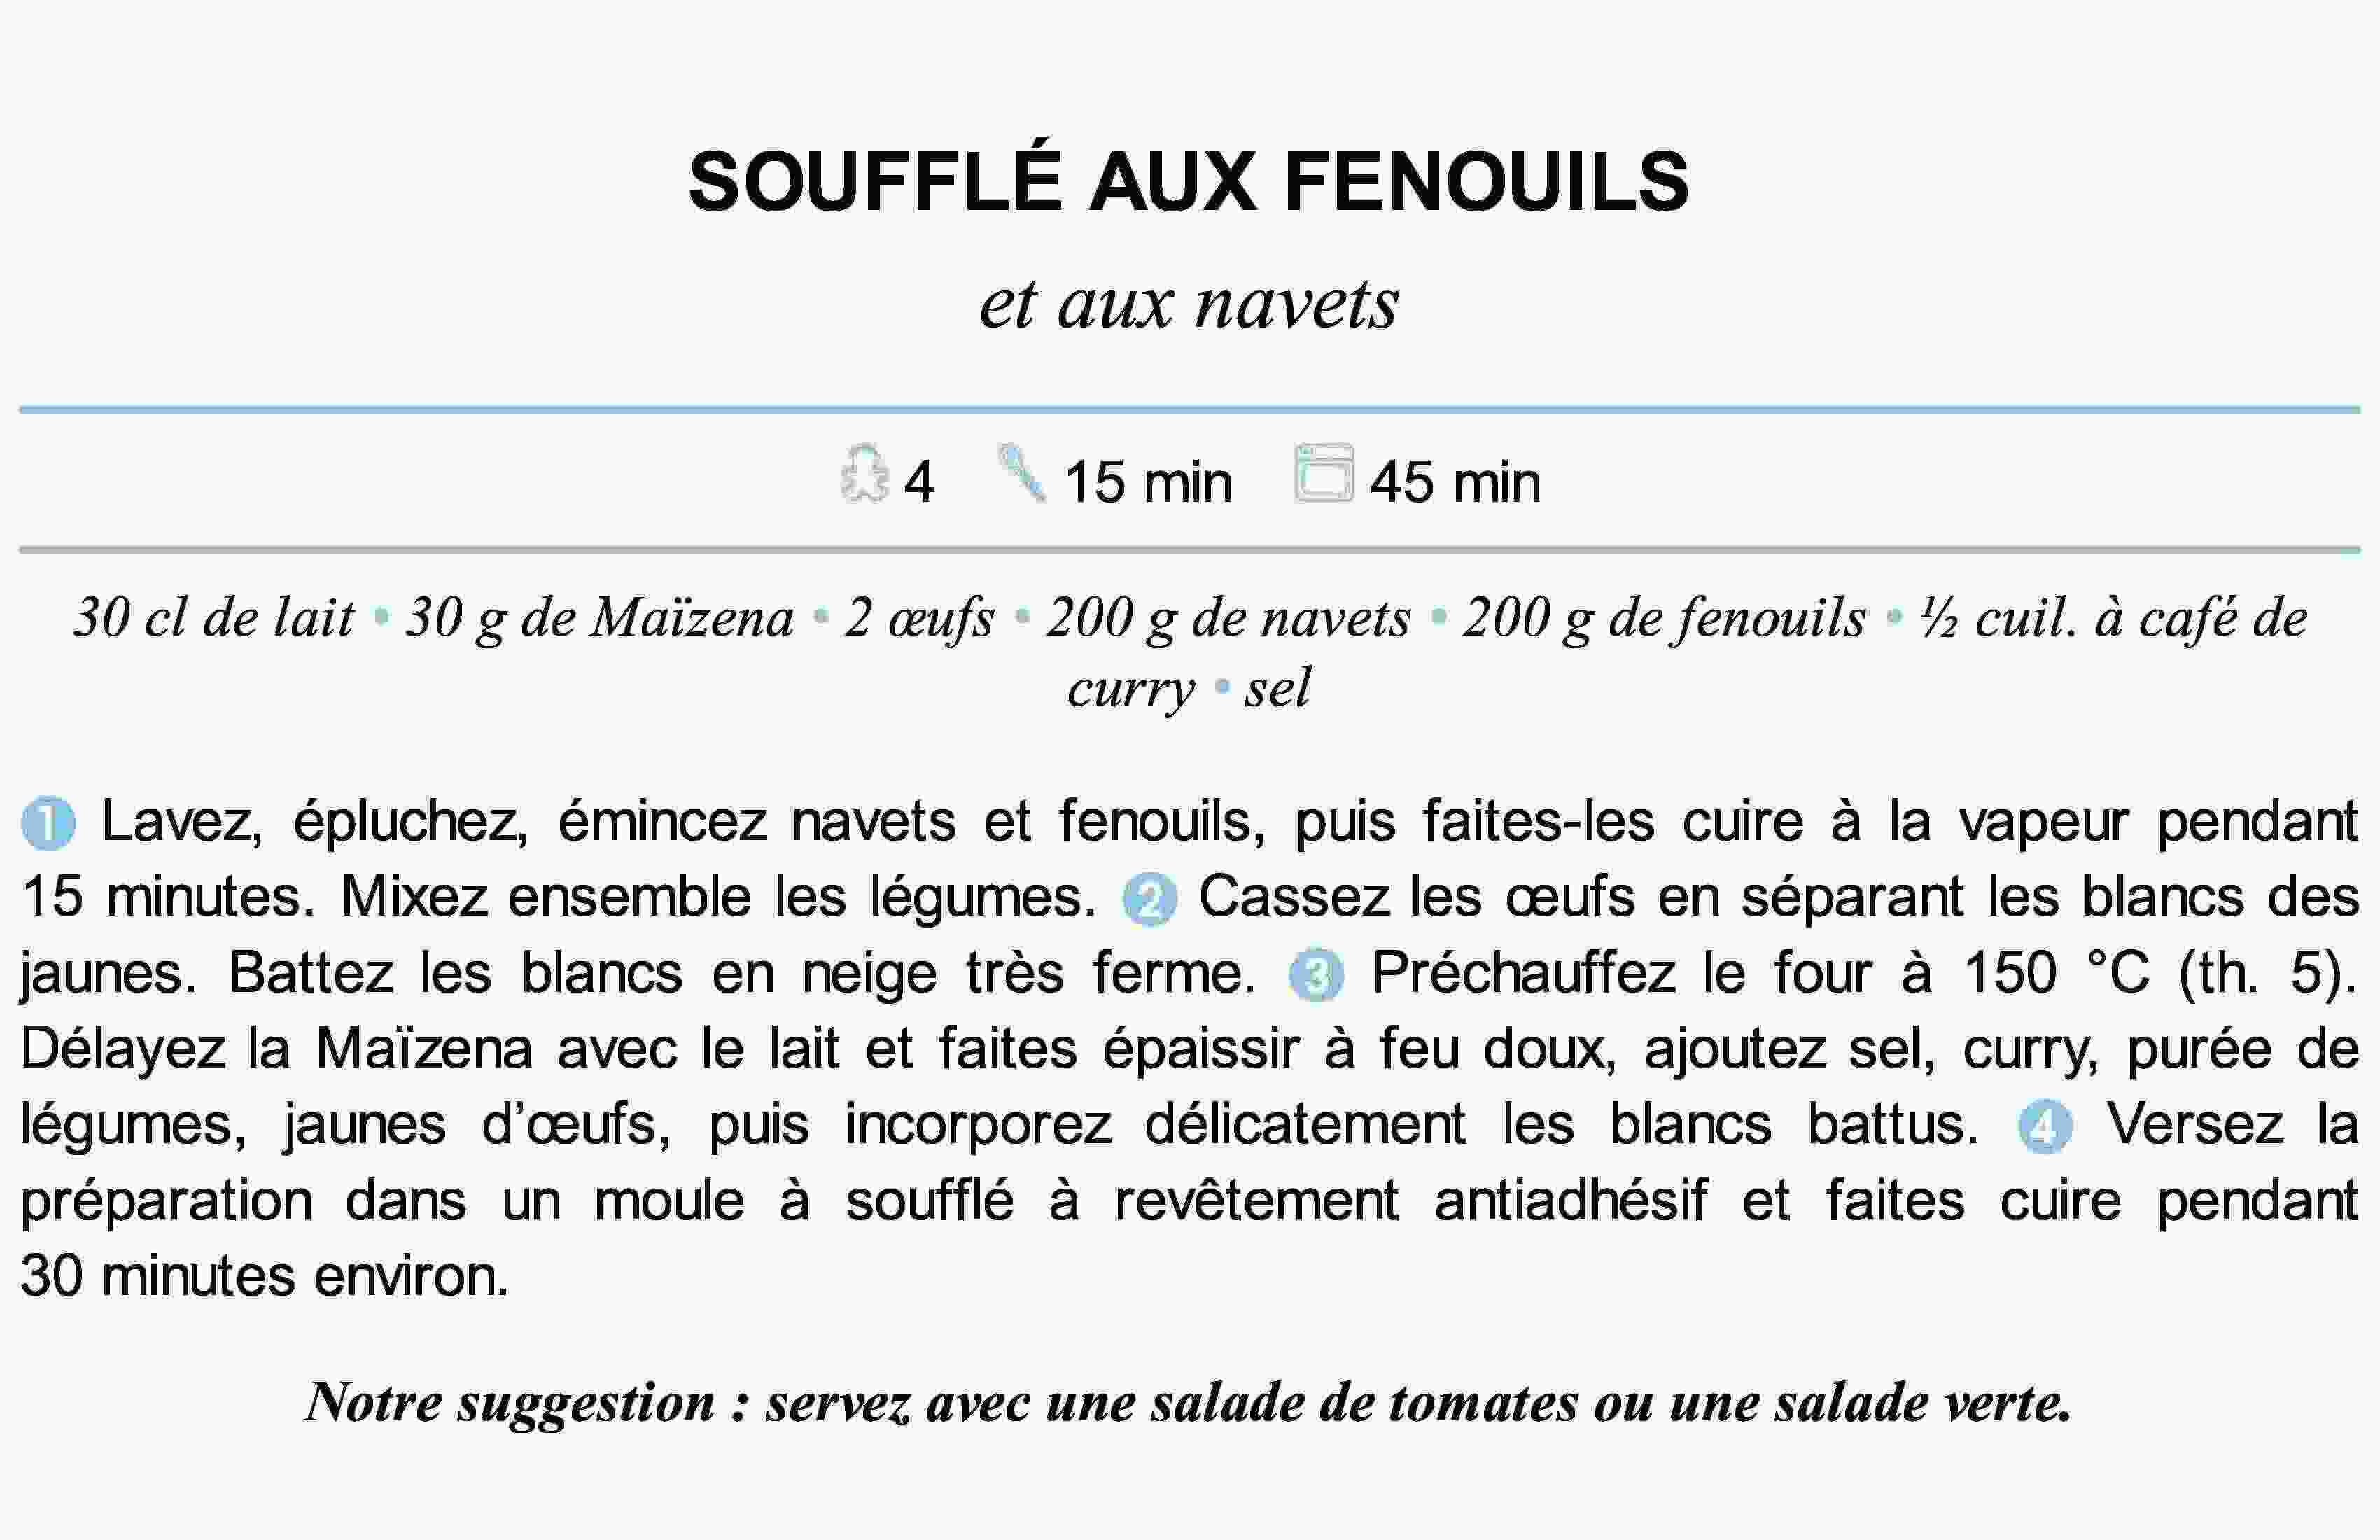 SOUFFLÉ AUX FENOUILS
et aux navets
4 15 min 45 min
30 cl de lait • 30 g de Maïzena • 2 œufs • 200 g de navets • 200 g de fenouils • ½ cuil. à café de
curry • sel
1 Lavez, épluchez, émincez navets et fenouils, puis faites-les cuire à la vapeur pendant
15 minutes. Mixez ensemble les légumes. 2 Cassez les œufs en séparant les blancs des
jaunes. Battez les blancs en neige très ferme. 3 Préchauffez le four à 150 °C (th. 5).
Délayez la Maïzena avec le lait et faites épaissir à feu doux, ajoutez sel, curry, purée de
légumes, jaunes d’œufs, puis incorporez délicatement les blancs battus. 4 Versez la
préparation dans un moule à soufflé à revêtement antiadhésif et faites cuire pendant
30 minutes environ.
Notre suggestion : servez avec une salade de tomates ou une salade verte.